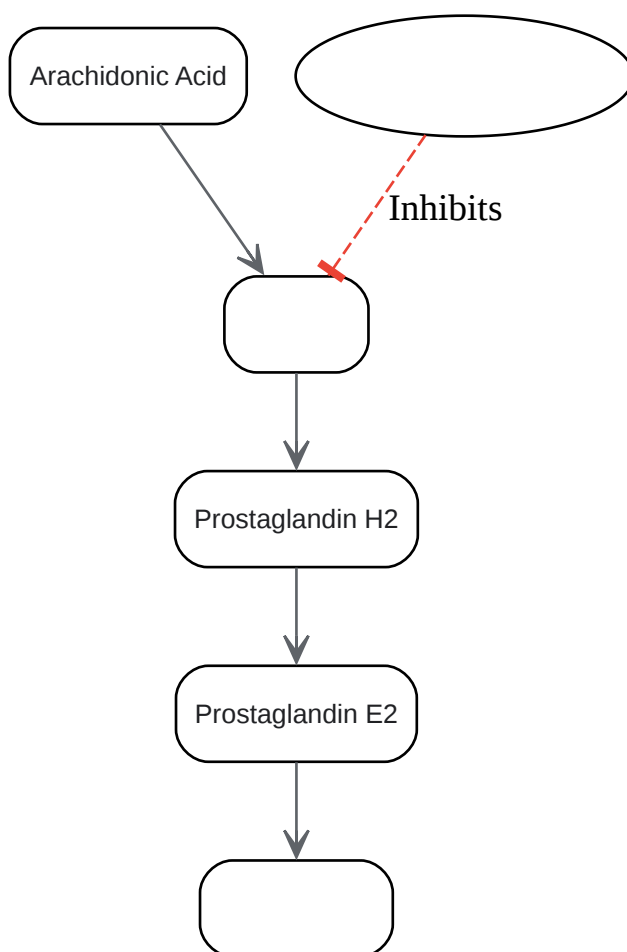 Arachidonic Acid
Inhibits
Prostaglandin H2
Prostaglandin E2